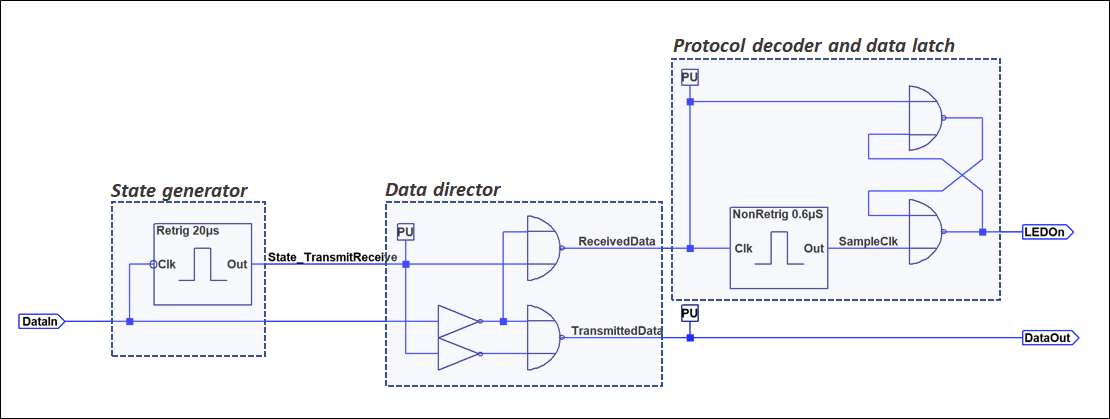 Protocol decoder and data latch
PU
State generator
Data director
Retrig 20µs
Clk
Out
State_TransmitReceive
PU
ReceivedData
NonRetrig 0.6µS
Clk
Out
SampleClk
LEDOn
DataIn
TransmittedData
PU
DataOut